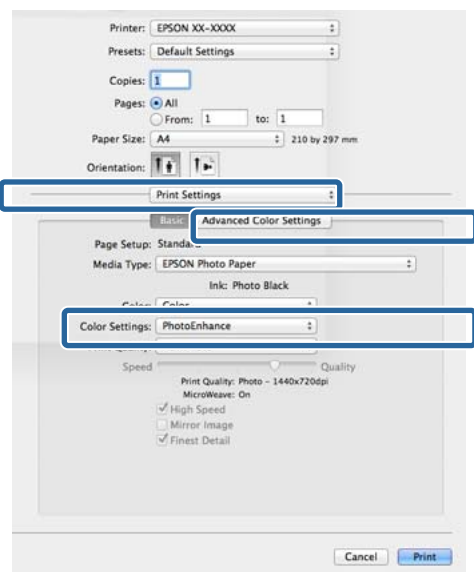 Printer: EPSON XX-XXXX
Presets: Default Settings
Copies: 1
Pages: All
From: 1 to: 1
Paper Size: A4 210 by 297 mm
Orientation:
Print Settings
Basic Advanced Color Settings
Page Setup: Standard
Media Type: EPSON Photo Paper
Ink: Photo Black
Color: Color
Color Settings: PhotoEnhance
Speed Quality
Print Quality: Photo - 1440x720dpi
MicroWeave: On
High Speed
Mirror Image
Finest Detail
Cancel Print